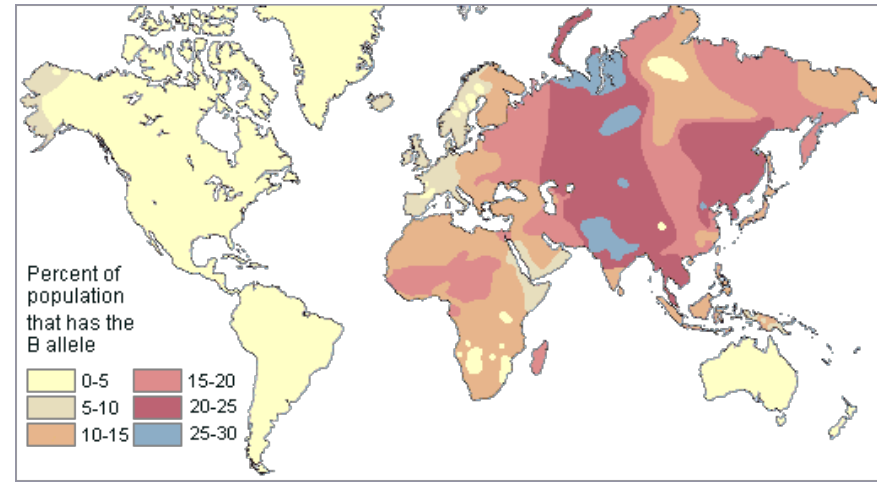 Percent of
population
that has the
B allele
0-5 15-20
5-10 20-25
10-15 25-30